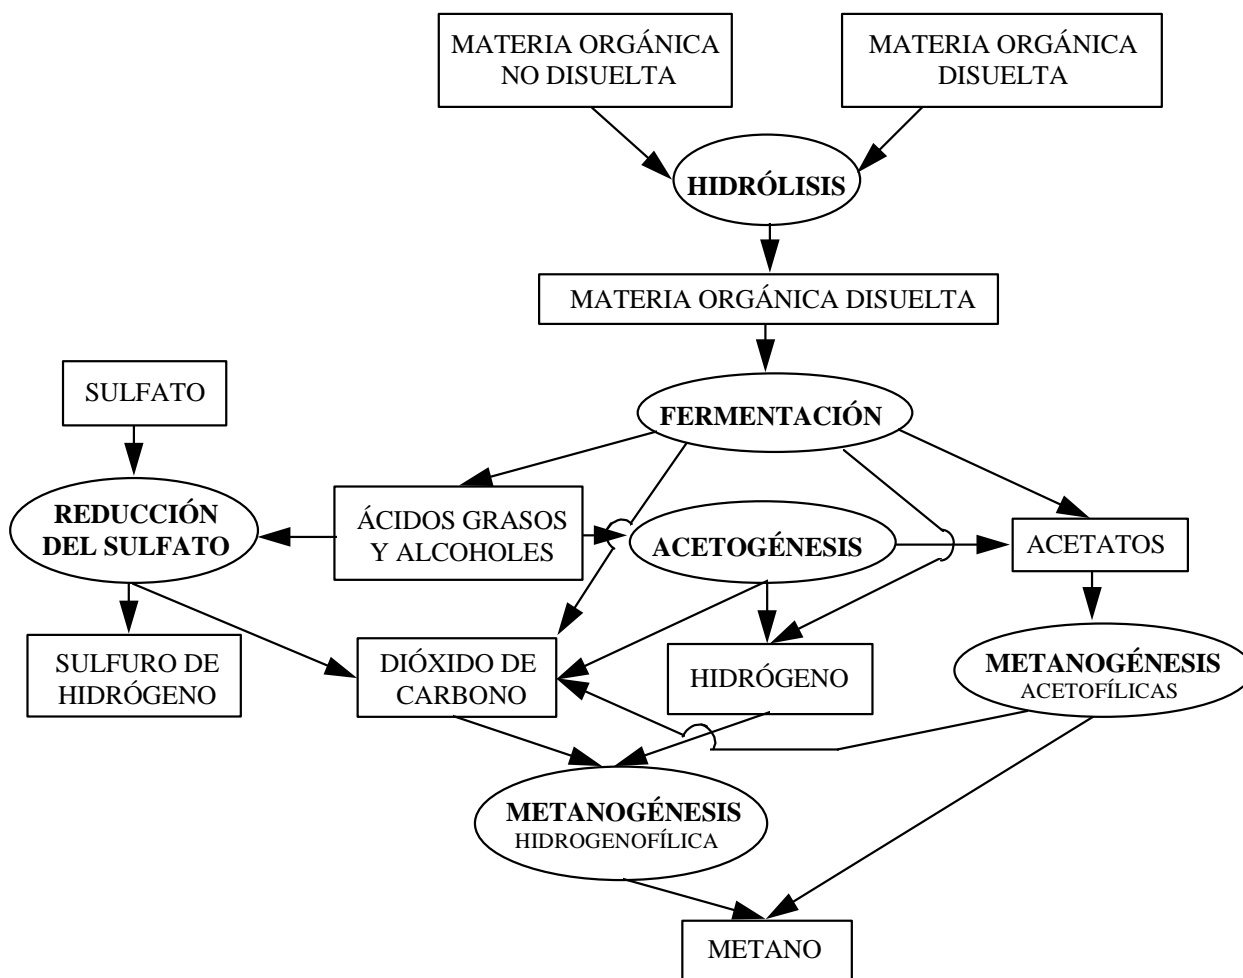 MATERIA ORGÁNICA
NO DISUELTA
MATERIA ORGÁNICA
DISUELTA
HIDRÓLISIS
MATERIA ORGÁNICA DISUELTA
SULFATO
FERMENTACIÓN
REDUCCIÓN
DEL SULFATO
ÁCIDOS GRASOS
Y ALCOHOLES
ACETOGÉNESIS
ACETATOS
SULFURO DE
HIDRÓGENO
DIÓXIDO DE
CARBONO
HIDRÓGENO
METANOGÉNESIS
ACETOFÍLICAS
METANOGÉNESIS
HIDROGENOFÍLICA
METANO